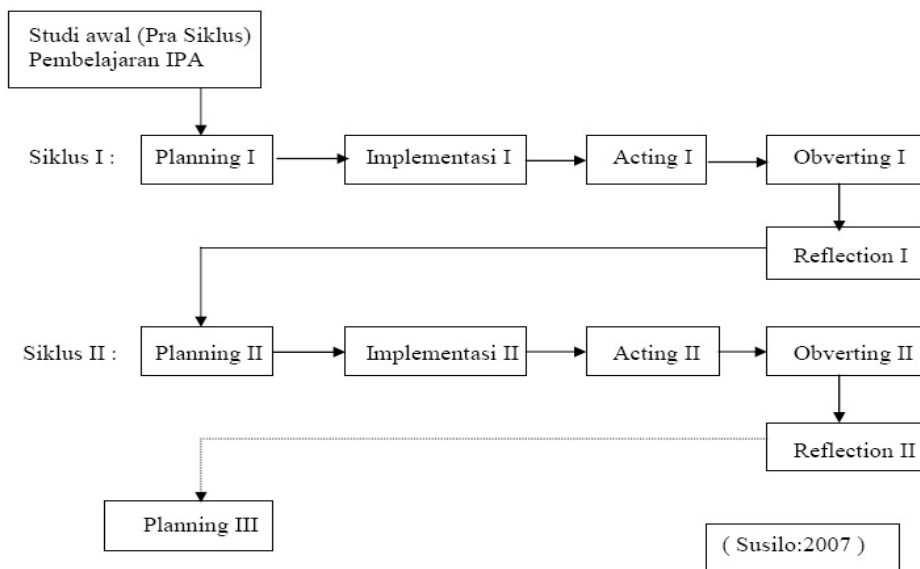 Studi awal (Pra Siklus)
Pembelajaran IPA
Siklus I :
Planning I
Implementasi I
Acting I
Obverting I
Reflection I
Siklus II :
Planning II
Implementasi II
Acting II
Obverting II
Reflection II
Planning III
( Susilo:2007 )